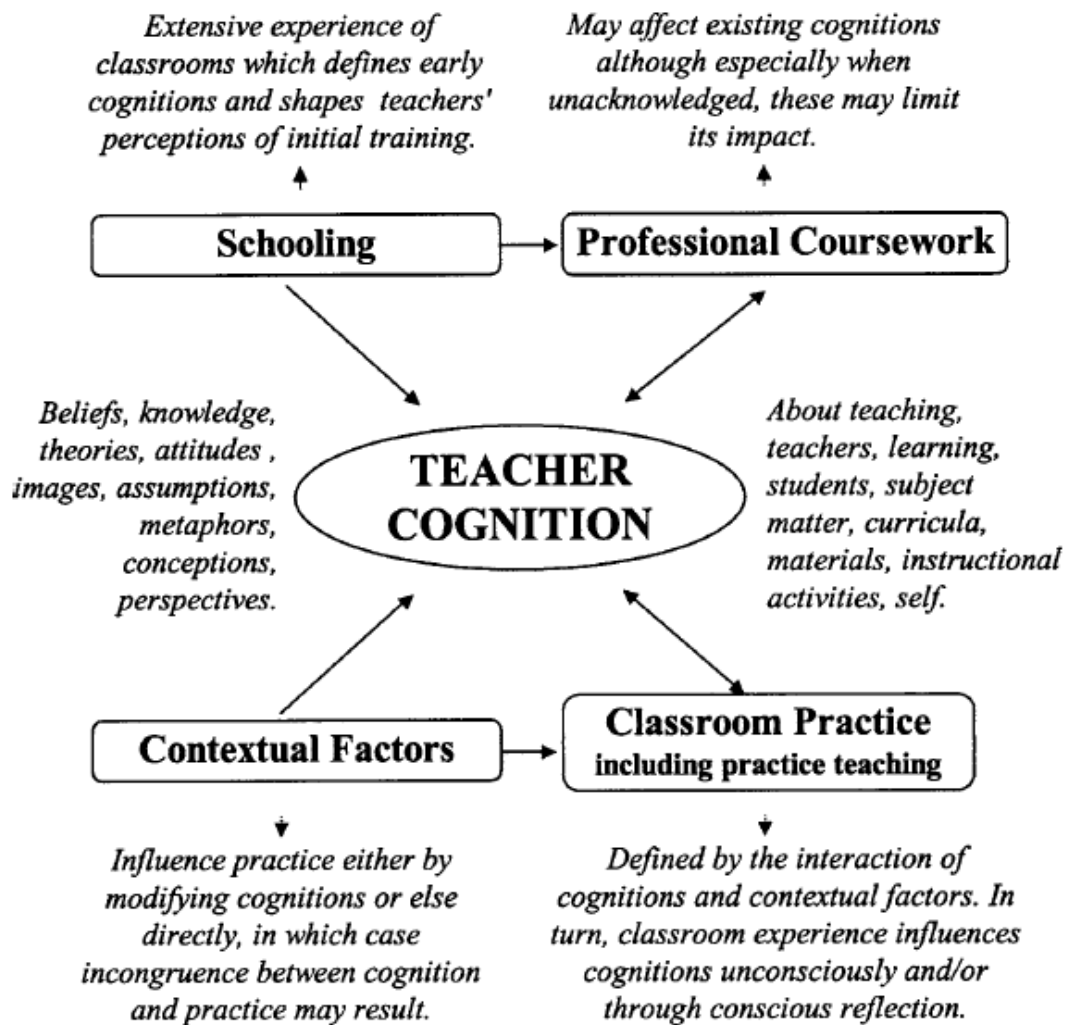 Extensive experience of
classrooms which defines early
cognitions and shapes teachers'
perceptions of initial training.
May affect existing cognitions
although especially when
unacknowledged, these may limit
its impact.
Schooling
Professional Coursework
Beliefs, knowledge,
theories, attitudes ,
images, assumptions,
metaphors,
conceptions,
perspectives.
TEACHER
COGNITION
About teaching,
teachers, learning,
students, subject
matter, curricula,
materials, instructional
activities, self.
Contextual Factors
Classroom Practice
including practice teaching
Influence practice either by
modifying cognitions or else
directly, in which case
incongruence between cognition
and practice may result.
Defined by the interaction of
cognitions and contextual factors. In
turn, classroom experience influences
cognitions unconsciously and/or
through conscious reflection.